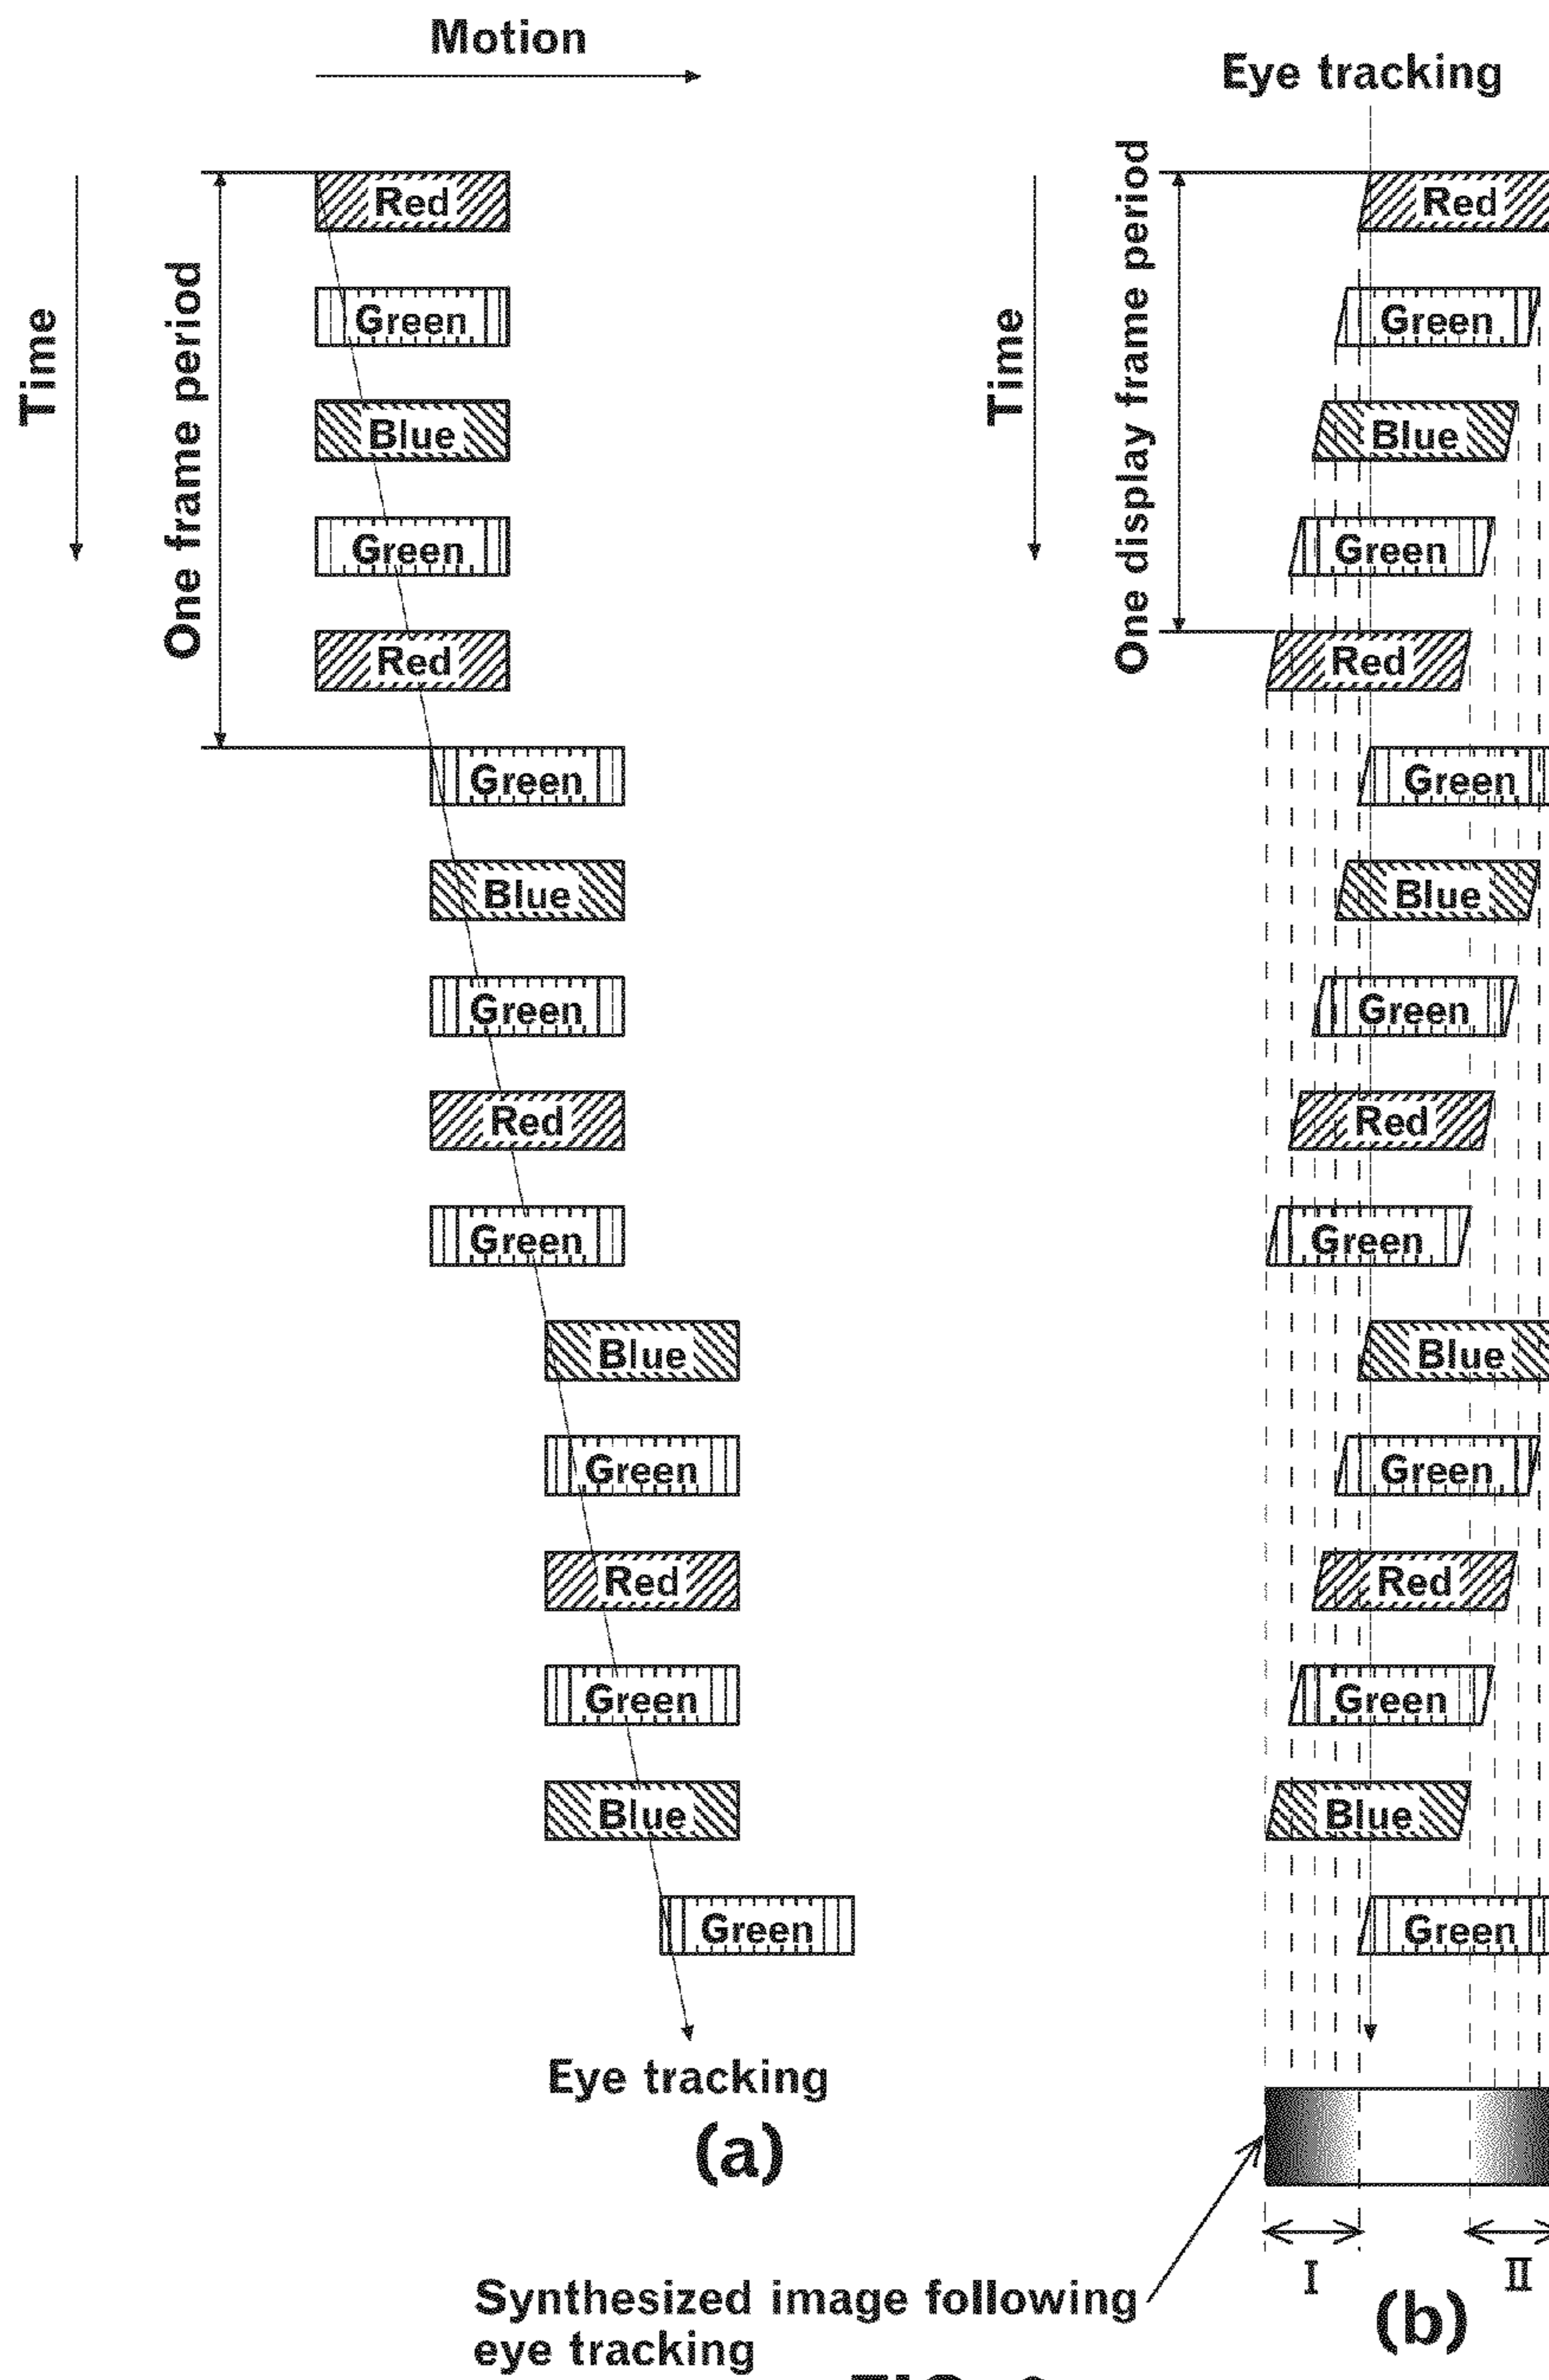 Motion
Time
One frame period
Red
Green
Blue
Green
Red
Green
Blue
Green
Red
Green
Blue
Green
Red
Green
Blue
Green
Eye tracking
(a)
Eye tracking
Time
One display frame period
Red
Green
Blue
Green
Red
Green
Blue
Green
Red
Green
Blue
Green
Red
Green
Blue
Green
I
II
(b)
Synthesized image following
eye tracking